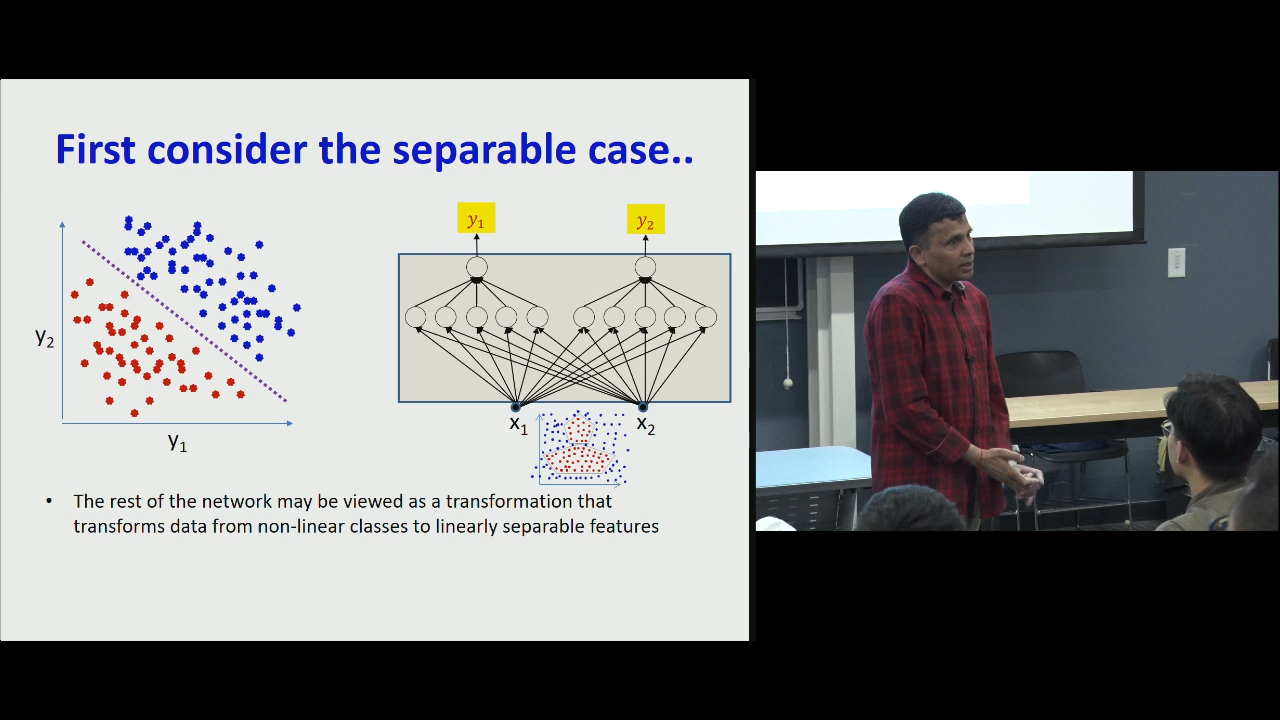 First consider the separable case..
y₁
y₂
y₂
y₁
x₁
x₂
• The rest of the network may be viewed as a transformation that
transforms data from non-linear classes to linearly separable features